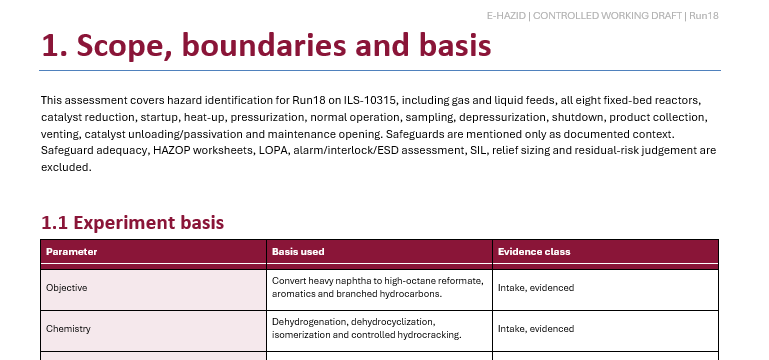 E-HAZID | CONTROLLED WORKING DRAFT | Run18
1. Scope, boundaries and basis
This assessment covers hazard identification for Run18 on ILS-10315, including gas and liquid feeds, all eight fixed-bed reactors,
catalyst reduction, startup, heat-up, pressurization, normal operation, sampling, depressurization, shutdown, product collection,
venting, catalyst unloading/passivation and maintenance opening. Safeguards are mentioned only as documented context.
Safeguard adequacy, HAZOP worksheets, LOPA, alarm/interlock/ESD assessment, SIL, relief sizing and residual-risk judgement are
excluded.
1.1 Experiment basis
Parameter Basis used Evidence class
Objective Convert heavy naphtha to high-octane reformate, Intake, evidenced
aromatics and branched hydrocarbons.
Chemistry Dehydrogenation, dehydrocyclization, Intake, evidenced
isomerization and controlled hydrocracking.